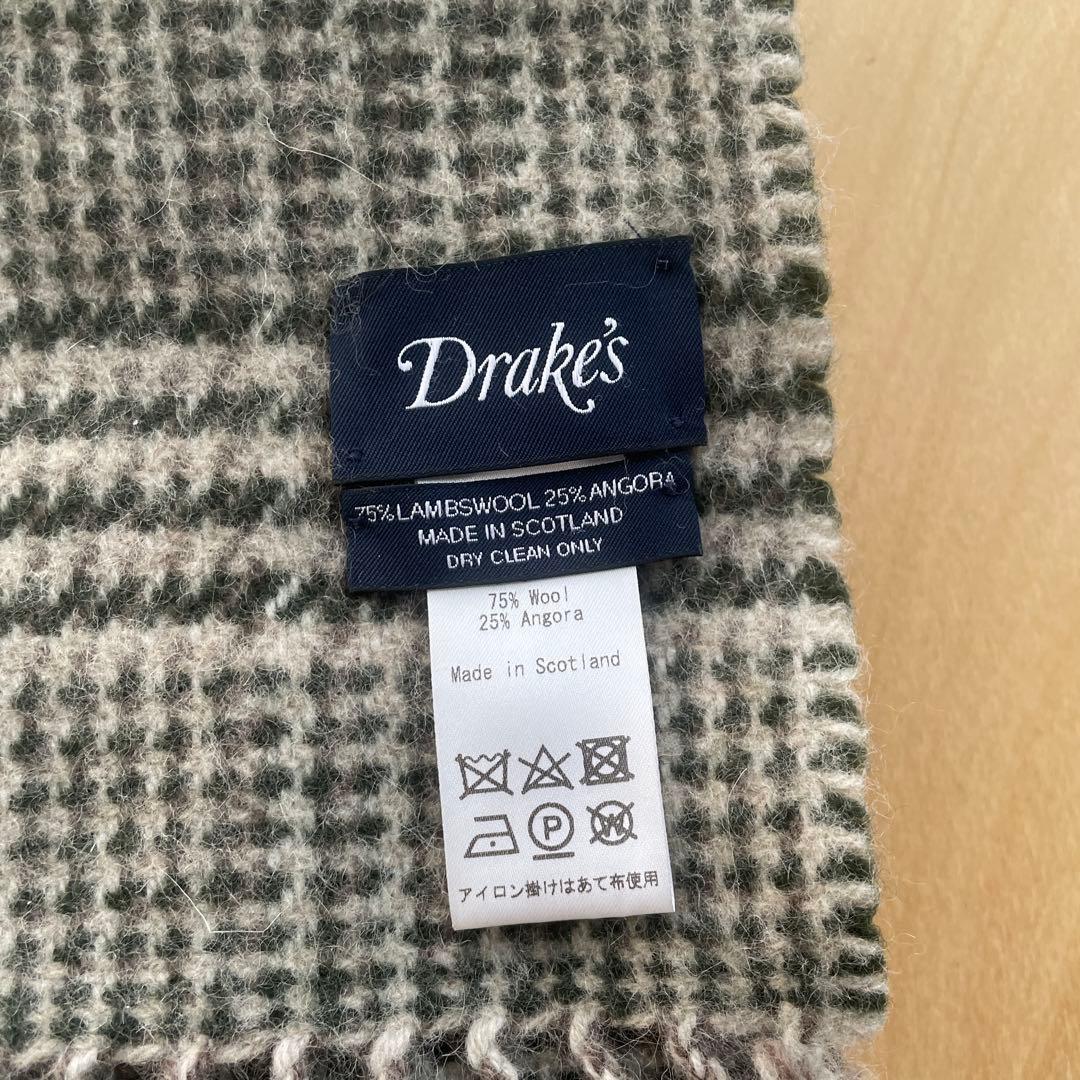 Drake's
75% LAMBSWOOL 25% ANGORA
MADE IN SCOTLAND
DRY CLEAN ONLY
75% Wool
25% Angora
Made in Scotland
P
W
アイロン掛けはあて布使用